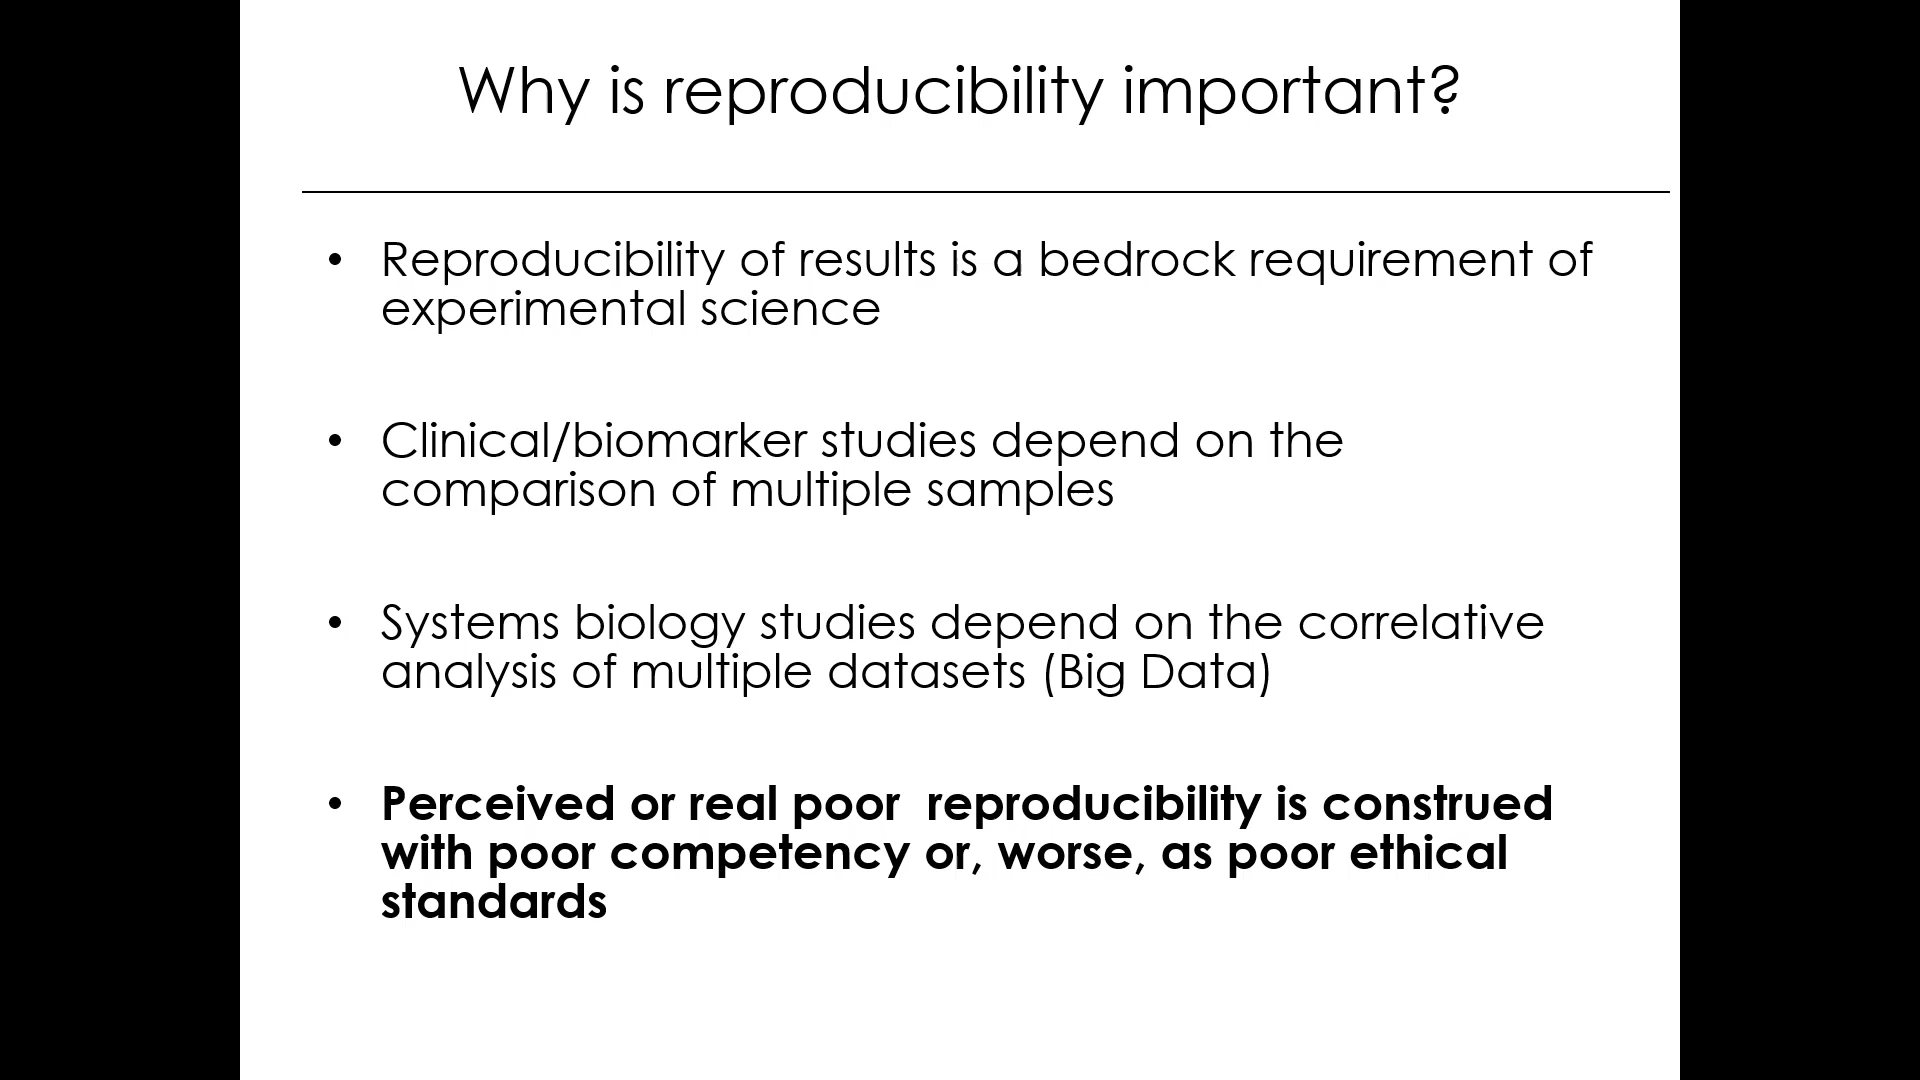 Why is reproducibility important?
• Reproducibility of results is a bedrock requirement of
experimental science
• Clinical/biomarker studies depend on the
comparison of multiple samples
• Systems biology studies depend on the correlative
analysis of multiple datasets (Big Data)
• Perceived or real poor  reproducibility is construed
with poor competency or, worse, as poor ethical
standards